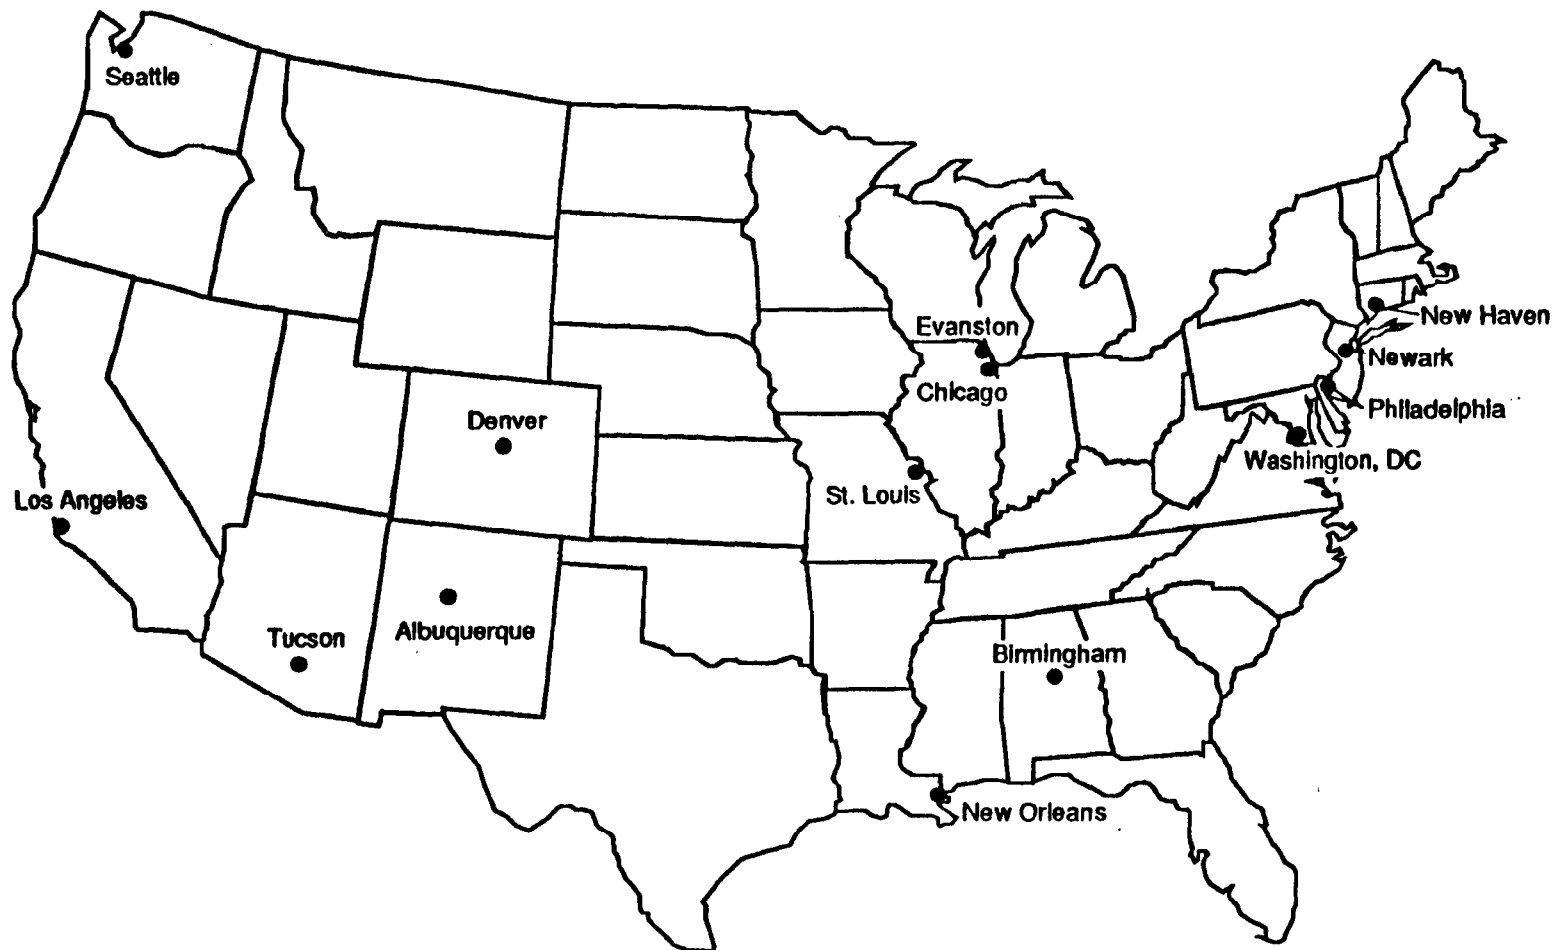 Seattle
New Haven
Evanston
Newark
Chicago
Philadelphia
Denver
Washington, DC
St. Louis
Los Angeles
Albuquerque
Tucson
Birmingham
New Orleans